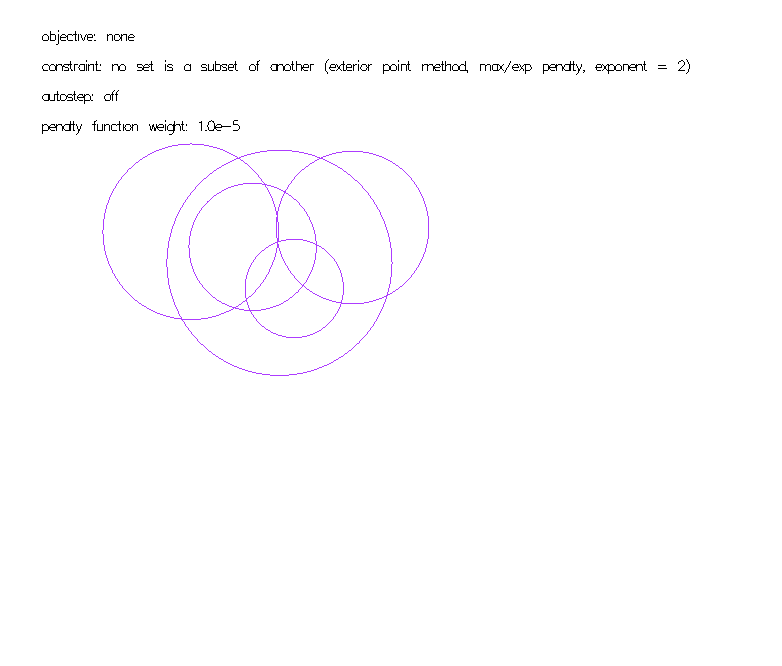 objective: none
constraint: no set is a subset of another (exterior point method, max/exp penalty, exponent = 2)
autostep: off
penalty function weight: 1.0e-5